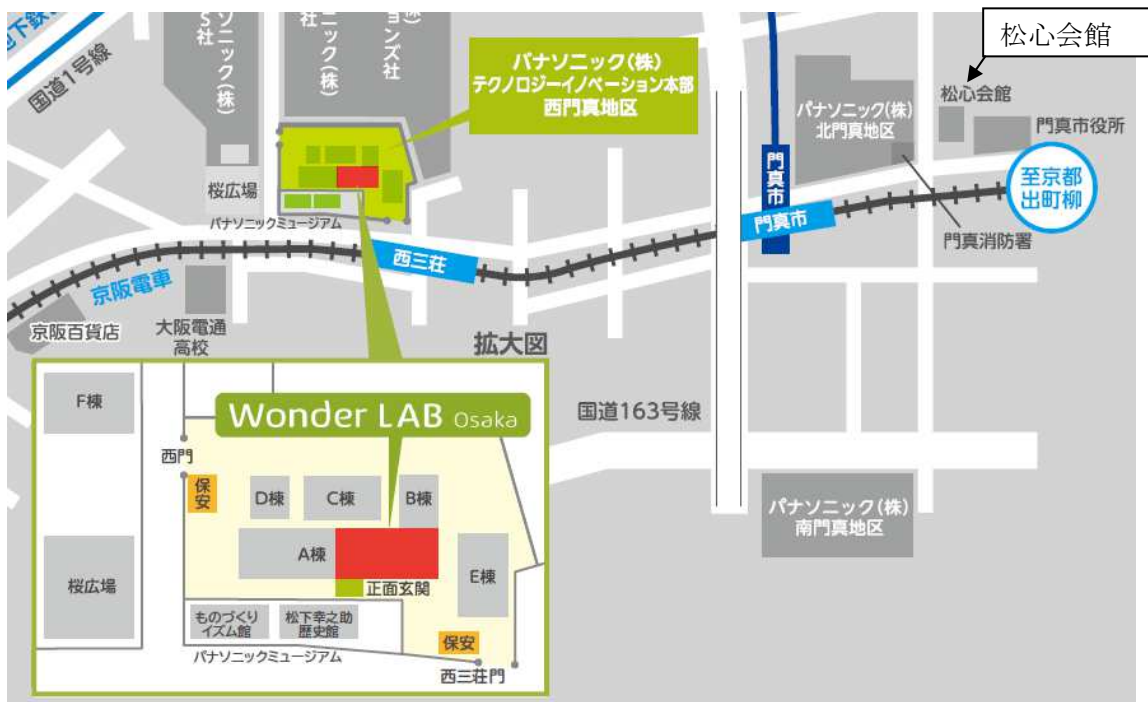 地下鉄
国道1号線
ソニック(株)
S社
ニック(株)
社
(株)
ョンズ社
パナソニック(株)
テクノロジーイノベーション本部
西門真地区
松心会館
松心会館
パナソニック(株)
北門真地区
門真市役所
至京都
出町柳
門真市
門真市
門真消防署
桜広場
パナソニックミュージアム
西三荘
京阪電車
京阪百貨店
大阪電通
高校
拡大図
国道163号線
パナソニック(株)
南門真地区
Wonder LAB Osaka
F棟
西門
保安
D棟
C棟
B棟
A棟
E棟
桜広場
正面玄関
ものづくり
イズム館
松下幸之助
歴史館
保安
パナソニックミュージアム
西三荘門